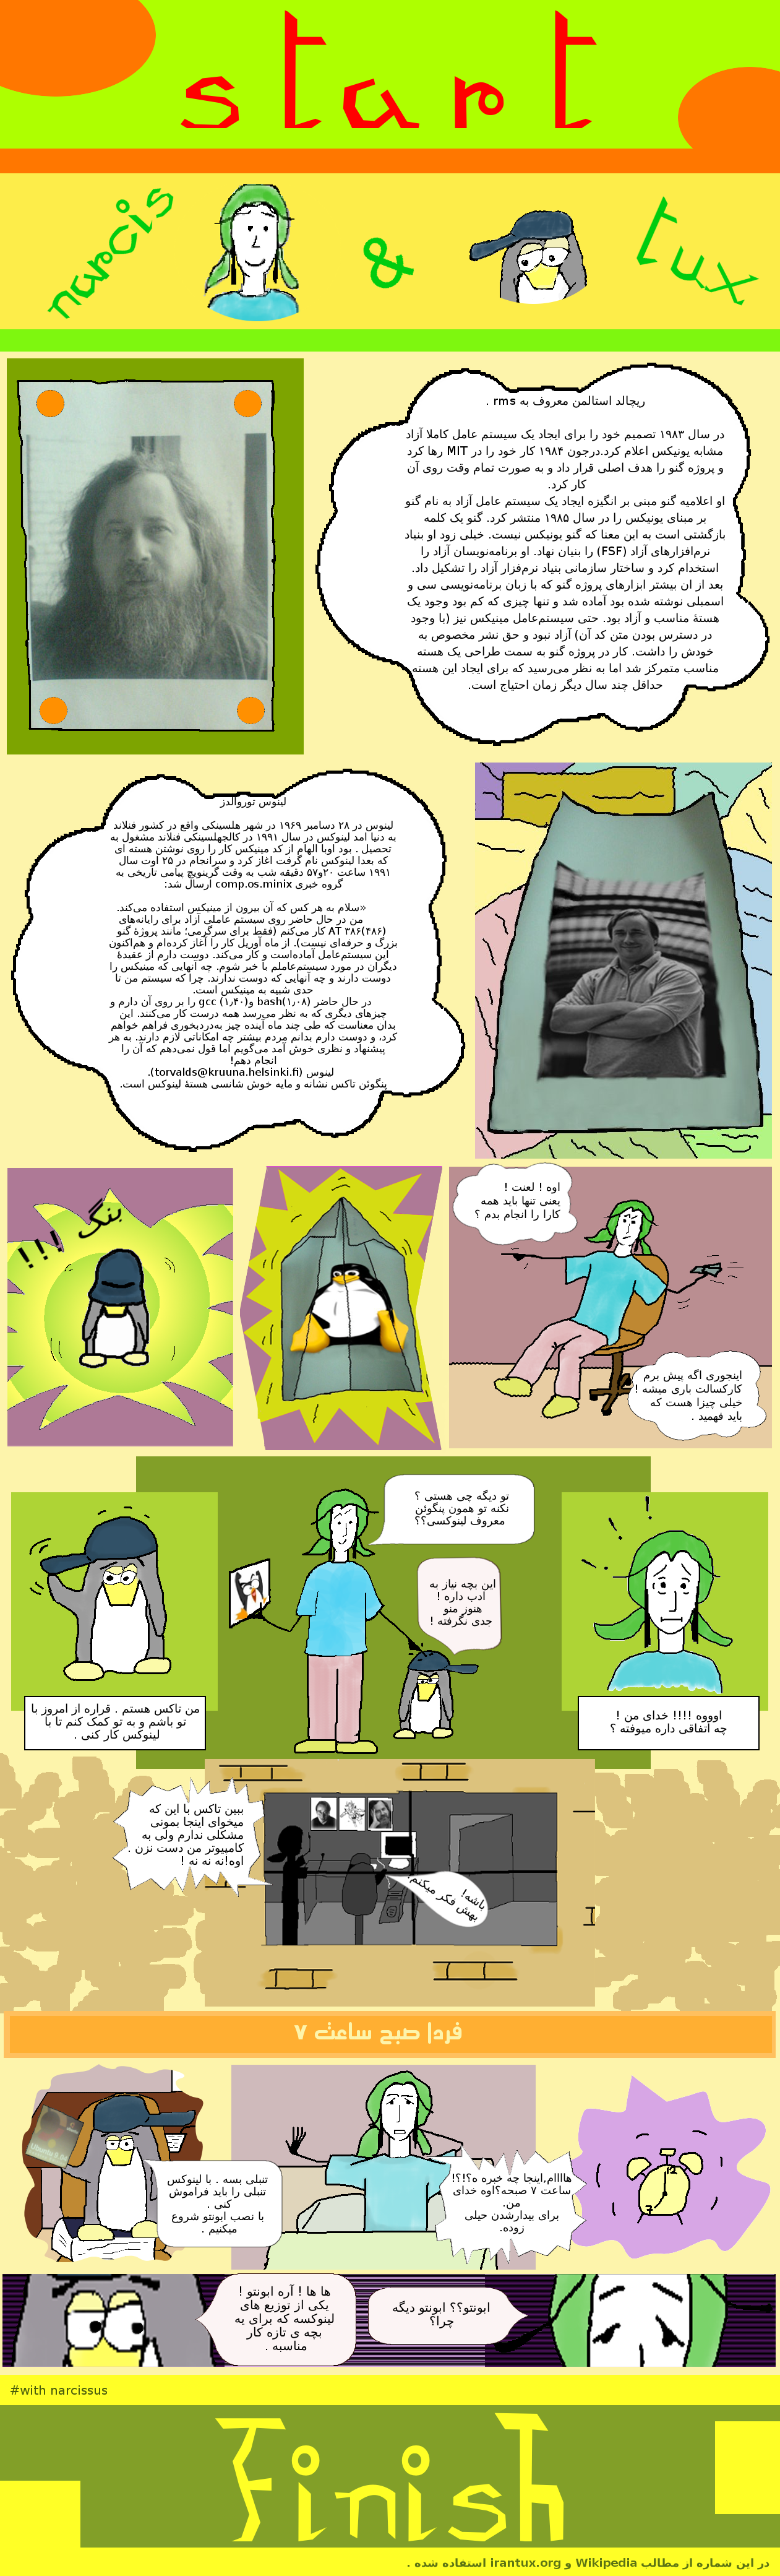 start
narcis & tux
ریچالد استالمن معروف به rms .
در سال ۱۹۸۳ تصمیم خود را برای ایجاد یک سیستم عامل کاملا آزاد
مشابه یونیکس اعلام کرد.درجون ۱۹۸۴ کار خود را در MIT رها کرد
و پروژه گنو را هدف اصلی قرار داد و به صورت تمام وقت روی آن
کار کرد.
او اعلامیه گنو مبنی بر انگیزه ایجاد یک سیستم عامل آزاد به نام گنو
بر مبنای یونیکس را در سال ۱۹۸۵ منتشر کرد. گنو یک کلمه
بازگشتی است به این معنا که گنو یونیکس نیست. خیلی زود او بنیاد
نرم‌افزارهای آزاد (FSF) را بنیان نهاد. او برنامه‌نویسان آزاد را
استخدام کرد و ساختار سازمانی بنیاد نرم‌فزار آزاد را تشکیل داد.
بعد از ان بیشتر ابزارهای پروژه گنو که با زبان برنامه‌نویسی سی و
اسمبلی نوشته شده بود آماده شد و تنها چیزی که کم بود وجود یک
هستهٔ مناسب و آزاد بود. حتی سیستم‌عامل مینیکس نیز (با وجود
در دسترس بودن متن کد آن) آزاد نبود و حق نشر مخصوص به
خودش را داشت. کار در پروژه گنو به سمت طراحی یک هسته
مناسب متمرکز شد اما به نظر می‌رسید که برای ایجاد این هسته
حداقل چند سال دیگر زمان احتیاج است.
لینوس توروالدز
لینوس در ۲۸ دسامبر ۱۹۶۹ در شهر هلسینکی واقع در کشور فنلاند
به دنیا امد لینوکس در سال ۱۹۹۱ در کالجهلسینکی فنلاند مشغول به
تحصیل . بود اوبا الهام از کد مینیکس کار را روی نوشتن هسته ای
که بعدا لینوکس نام گرفت اغاز کرد و سرانجام در ۲۵ اوت سال
۱۹۹۱ ساعت ۲۰و۵۷ دقیقه شب به وقت گرینویچ پیامی تاریخی به
گروه خبری comp.os.minix ارسال شد:
«سلام به هر کس که آن بیرون از مینیکس استفاده می‌کند.
من در حال حاضر روی سیستم عاملی آزاد برای رایانه‌های
(۴۸۶)۳۸۶ AT کار می‌کنم (فقط برای سرگرمی؛ مانند پروژهٔ گنو
بزرگ و حرفه‌ای نیست). از ماه آوریل کار را آغاز کرده‌ام و هم‌اکنون
این سیستم‌عامل آماده‌است و کار می‌کند. دوست دارم از عقیدهٔ
دیگران در مورد سیستم‌عاملم با خبر شوم. چه آنهایی که مینیکس را
دوست دارند و چه آنهایی که دوست ندارند. چرا که سیستم من تا
حدی شبیه به مینیکس است.
در حال حاضر bash(۱٫۰۸) و(۱٫۴۰) gcc را بر روی آن دارم و
چیزهای دیگری که به نظر می‌رسد همه درست کار می‌کنند. این
بدان معناست که طی چند ماه آینده چیز به‌دردبخوری فراهم خواهم
کرد، و دوست دارم بدانم مردم بیشتر چه امکاناتی لازم دارند. به هر
پیشنهاد و نظری خوش آمد می‌گویم اما قول نمی‌دهم که آن را
انجام دهم!
لینوس (torvalds@kruuna.helsinki.fi).
پنگوئن تاکس نشانه و مایه خوش شانسی هستهٔ لینوکس است.
اوه ! لعنت !
یعنی تنها باید همه
کارا را انجام بدم ؟
اینجوری اگه پیش برم
کارکسالت باری میشه !
خیلی چیزا هست که
باید فهمید .
بنگ !!!
اوووه !!!! خدای من !
چه اتفاقی داره میوفته ؟
تو دیگه چی هستی ؟
نکنه تو همون پنگوئن
معروف لینوکسی؟؟
این بچه نیاز به
ادب داره !
هنوز منو
جدی نگرفته !
من تاکس هستم . قراره از امروز با
تو باشم و به تو کمک کنم تا با
لینوکس کار کنی .
ببین تاکس با این که
میخوای اینجا بمونی
مشکلی ندارم ولی به
کامپیوتر من دست نزن .
اوه!نه نه نه !
باشه!
بهش فکر میکنم!
فردا صبح ساعت ۷
12
7
هاااام,اینجا چه خبره ه؟!؟!
ساعت ۷ صبحه؟اوه خدای
من.
برای بیدارشدن حیلی
زوده.
تنبلی بسه . با لینوکس
تنبلی را باید فراموش
کنی .
با نصب ابونتو شروع
میکنیم .
ابونتو؟؟ ابونتو دیگه
چرا؟
ها ها ! آره ابونتو !
یکی از توزیع های
لینوکسه که برای یه
بچه ی تازه کار
مناسبه .
#with narcissus
Finish
در این شماره از مطالب Wikipedia و irantux.org استفاده شده .